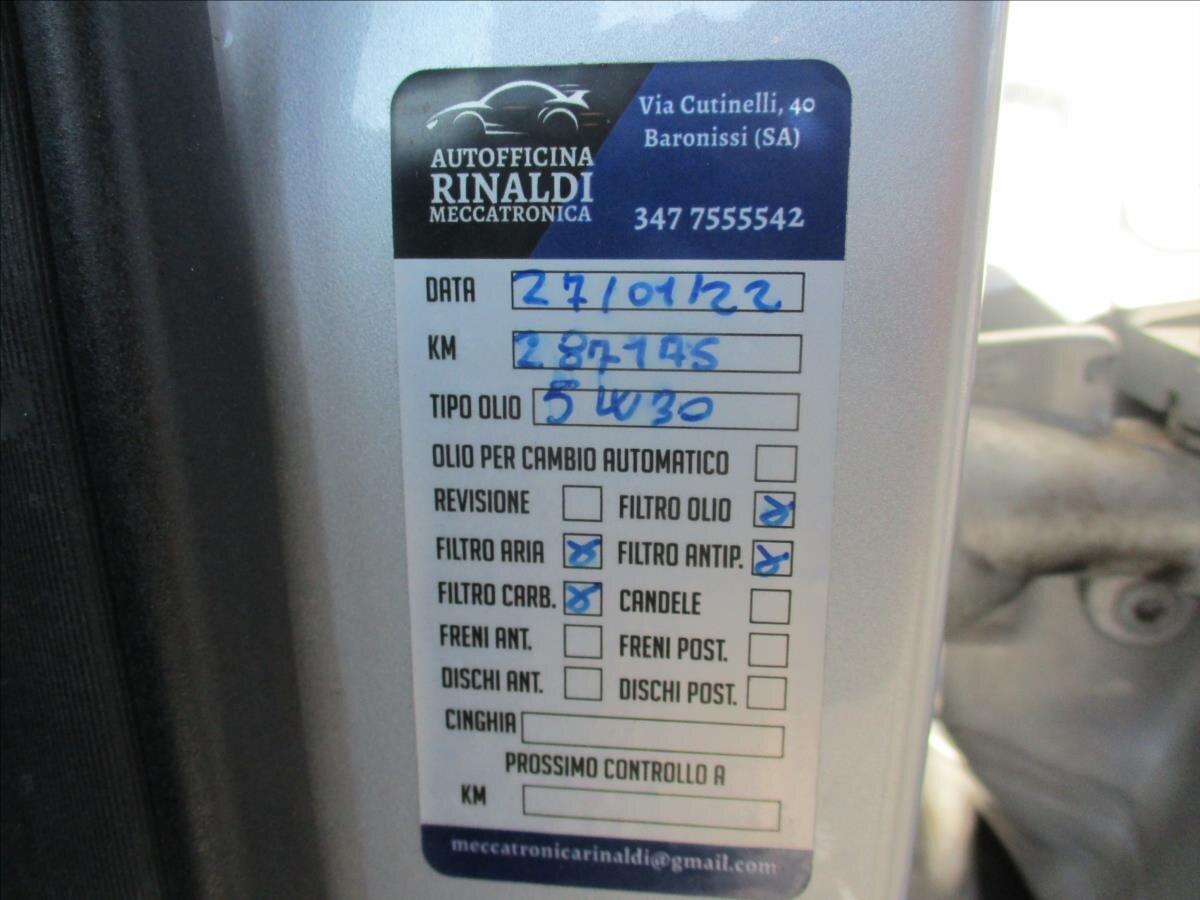 AUTOFFICINA
RINALDI
MECCATRONICA
Via Cutinelli, 40
Baronissi (SA)
347 7555542
DATA 27/01/22
KM 287175
TIPO OLIO 5W30
OLIO PER CAMBIO AUTOMATICO
REVISIONE FILTRO OLIO X
FILTRO ARIA X FILTRO ANTIP. X
FILTRO CARB. X CANDELE
FRENI ANT. FRENI POST.
DISCHI ANT. DISCHI POST.
CINGHIA
PROSSIMO CONTROLLO A
KM
meccatronicarinaldi@gmail.com